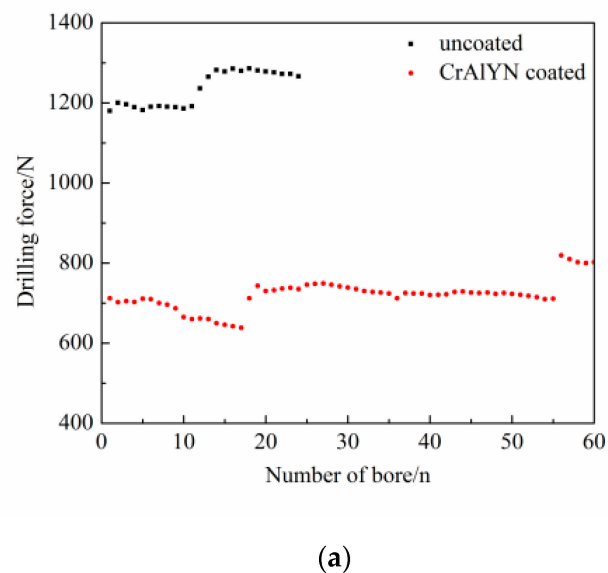 1400
1200
1000
800
600
400
0
10
20
30
40
50
60
Drilling force/N
Number of bore/n
uncoated
CrAlYN coated
(a)